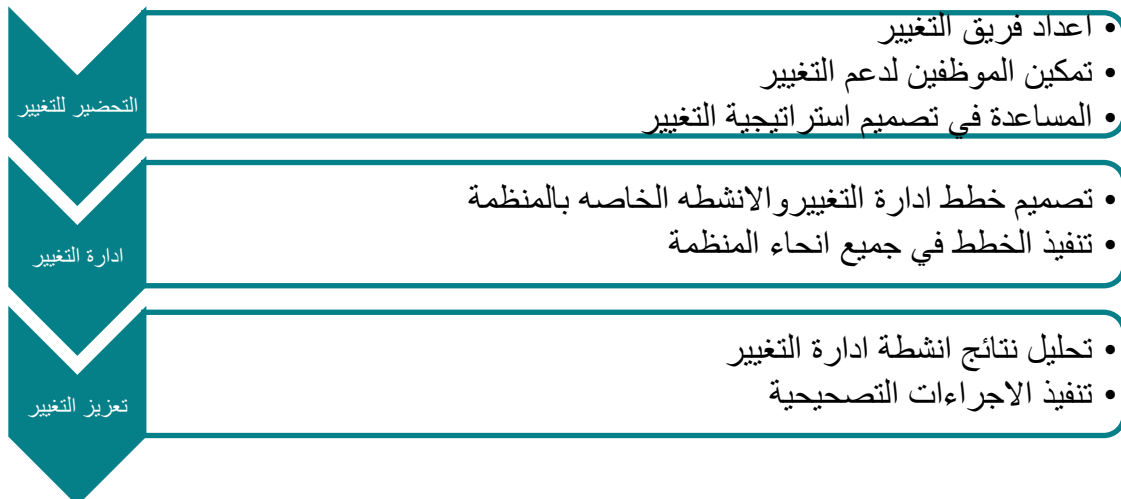 التحضير للتغيير
• اعداد فريق التغيير
• تمكين الموظفين لدعم التغيير
• المساعدة في تصميم استراتيجية التغيير
ادارة التغيير
• تصميم خطط ادارة التغييروالانشطه الخاصه بالمنظمة
• تنفيذ الخطط في جميع انحاء المنظمة
تعزيز التغيير
• تحليل نتائج انشطة ادارة التغيير
• تنفيذ الاجراءات التصحيحية